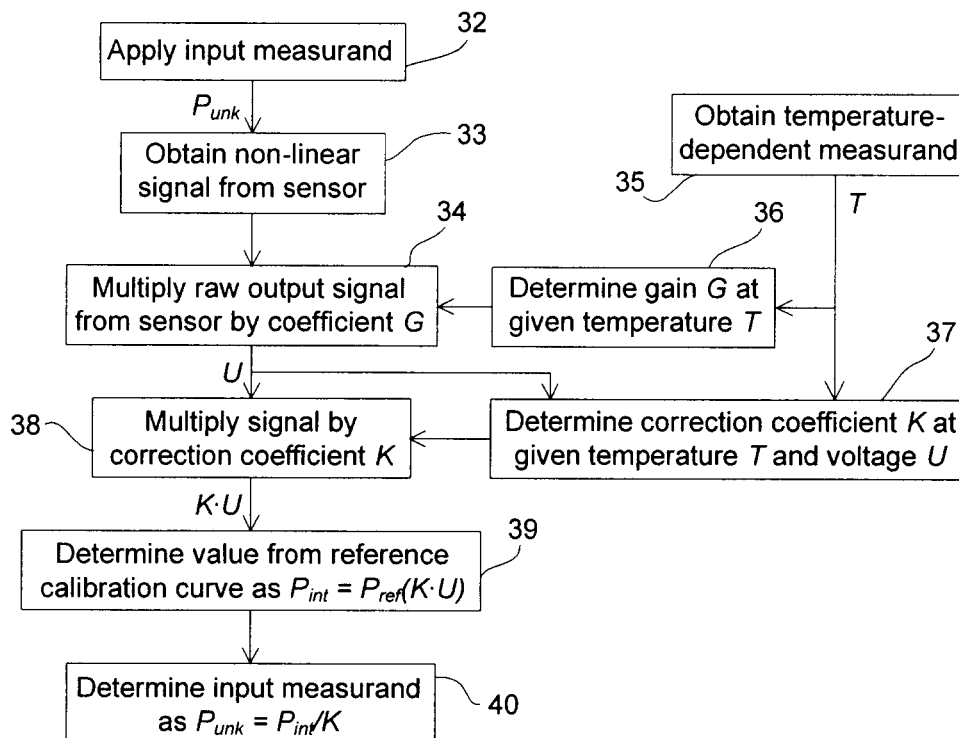 32
Apply input measurand
P_unk
33
Obtain non-linear
signal from sensor
Obtain temperature-
dependent measurand
35
T
34
36
Multiply raw output signal
from sensor by coefficient G
Determine gain G at
given temperature T
37
U
38
Multiply signal by
correction coefficient K
Determine correction coefficient K at
given temperature T and voltage U
K·U
39
Determine value from reference
calibration curve as P_int = P_ref(K·U)
Determine input measurand
as P_unk = P_int/K
40